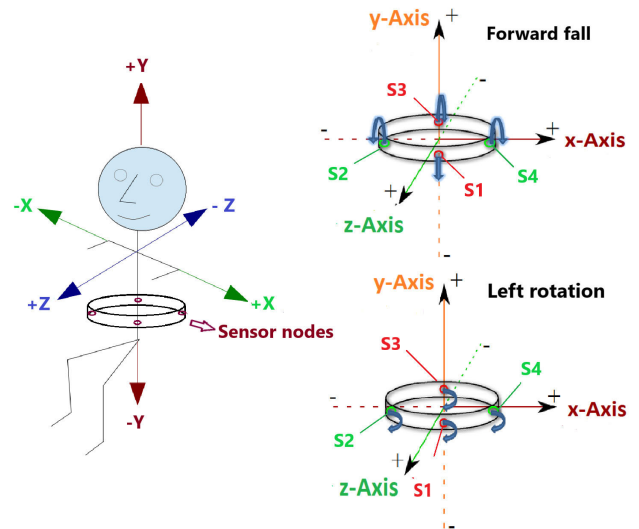 +Y
-X
- Z
+Z
+X
Sensor nodes
-Y
y-Axis
+
Forward fall
-
S3
-
+
x-Axis
S2
S1
S4
+
z-Axis
-
y-Axis
+
Left rotation
S3
-
S4
-
+
x-Axis
S2
+
z-Axis
S1
-